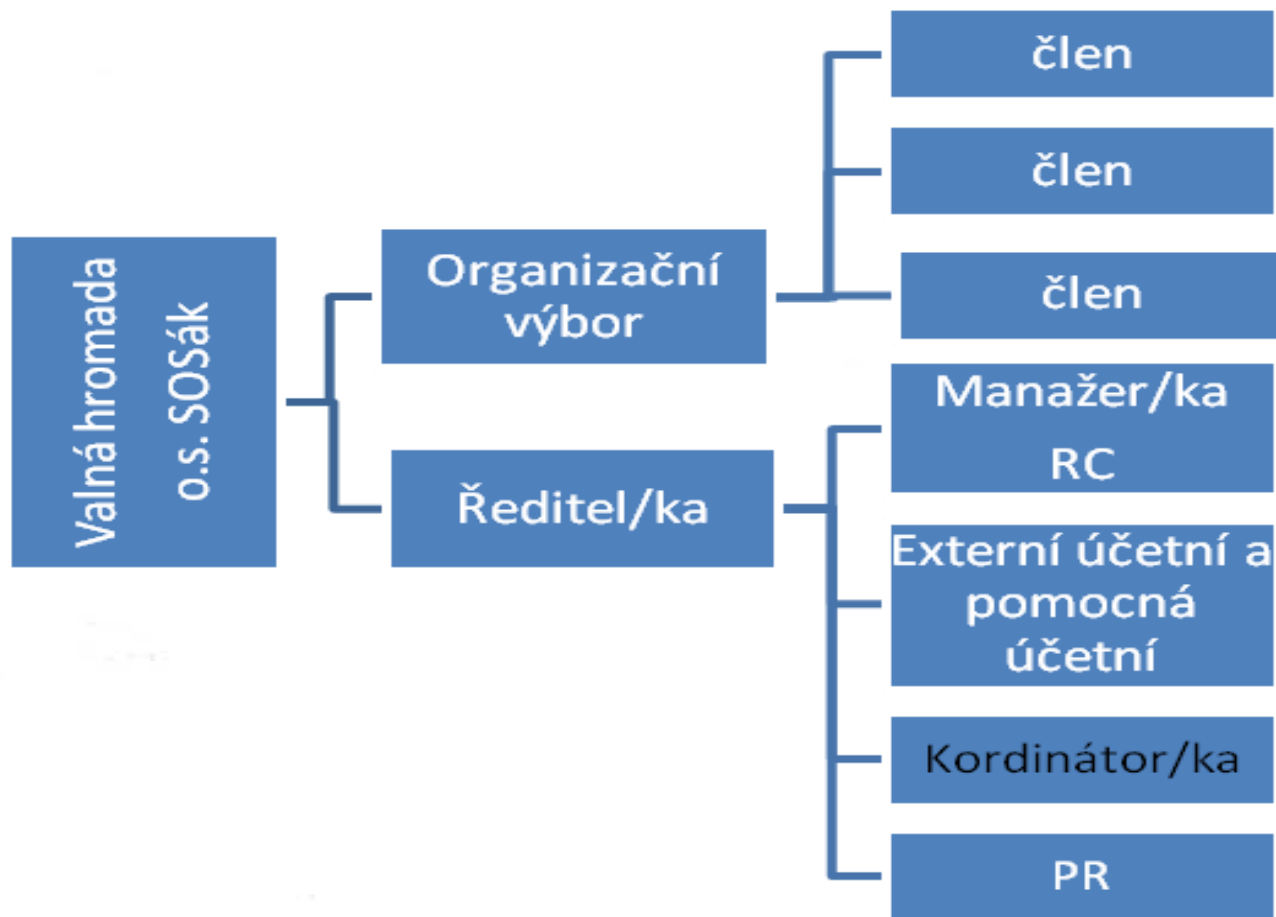 Valná hromada
o.s. SOSák
Organizační
výbor
Ředitel/ka
člen
člen
člen
Manažer/ka
RC
Externí účetní a
pomocná
účetní
Kordinátor/ka
PR